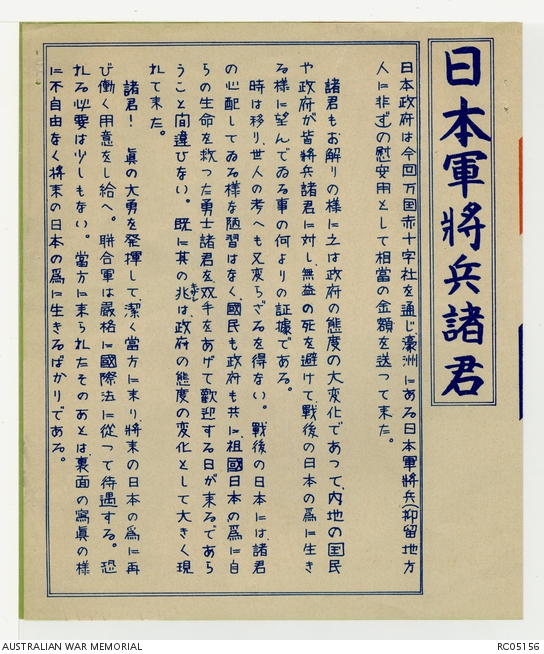 日本軍將兵諸君
日本政府は今回万国赤十字社を通じ、濠洲にある日本軍將兵(抑留地方
人に非ず)の慰安用として相當の金額を送って来た。
諸君もお解りの様に之は政府の態度の大変化であつて、内地の国民
や政府が皆將兵諸君に対し、無益の死を避けて、戰後の日本の爲に生き
る様に望んでゐる事の何よりの証據である。
時は移り、世人の考へも又変らざるを得ない。戰後の日本には、諸君
の心配してゐる様な陋習はなく、國民も政府も共に、祖國日本の爲に自
らの生命を救った勇士諸君を双手をあげて歡迎する日が来るであら
うこと間違ひない。既に其の兆は、政府の態度の変化として大きく現
れて来た。
諸君!眞の大勇を発揮して、潔く當方に来り、將来の日本の爲に再
び働く用意をし給へ。聯合軍は嚴格に國際法に從つて待遇する。恐
れる必要は少しもない。當方に来られたそのあとは、裏面の寫眞の様
に不自由なく將来の日本の爲に生きるばかりである。
AUSTRALIAN WAR MEMORIAL
RC05156